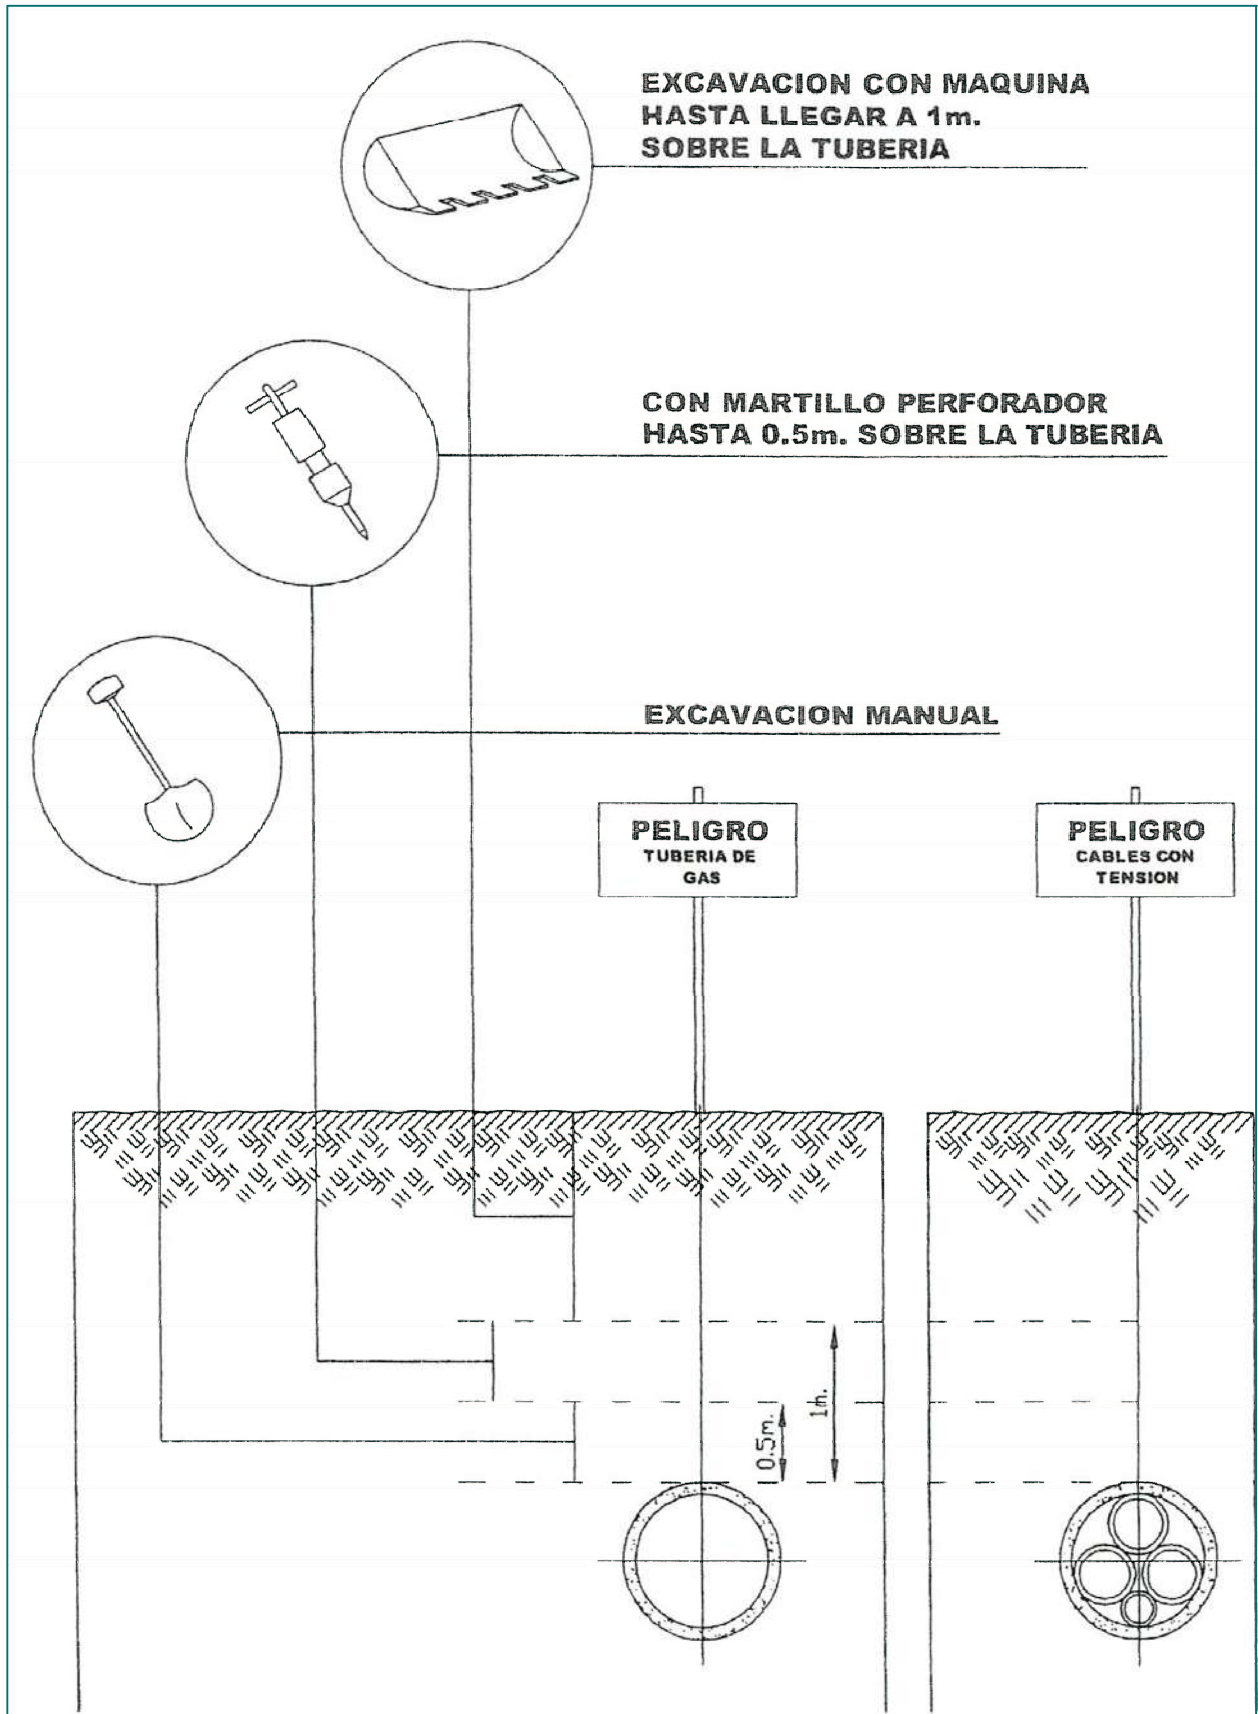 EXCAVACION CON MAQUINA
HASTA LLEGAR A 1m.
SOBRE LA TUBERIA
CON MARTILLO PERFORADOR
HASTA 0.5m. SOBRE LA TUBERIA
EXCAVACION MANUAL
PELIGRO
TUBERIA DE
GAS
PELIGRO
CABLES CON
TENSION
1m.
0.5m.